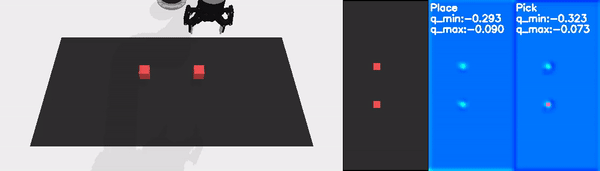 Place
q_min:-0.293
q_max:-0.090
Pick
q_min:-0.323
q_max:-0.073